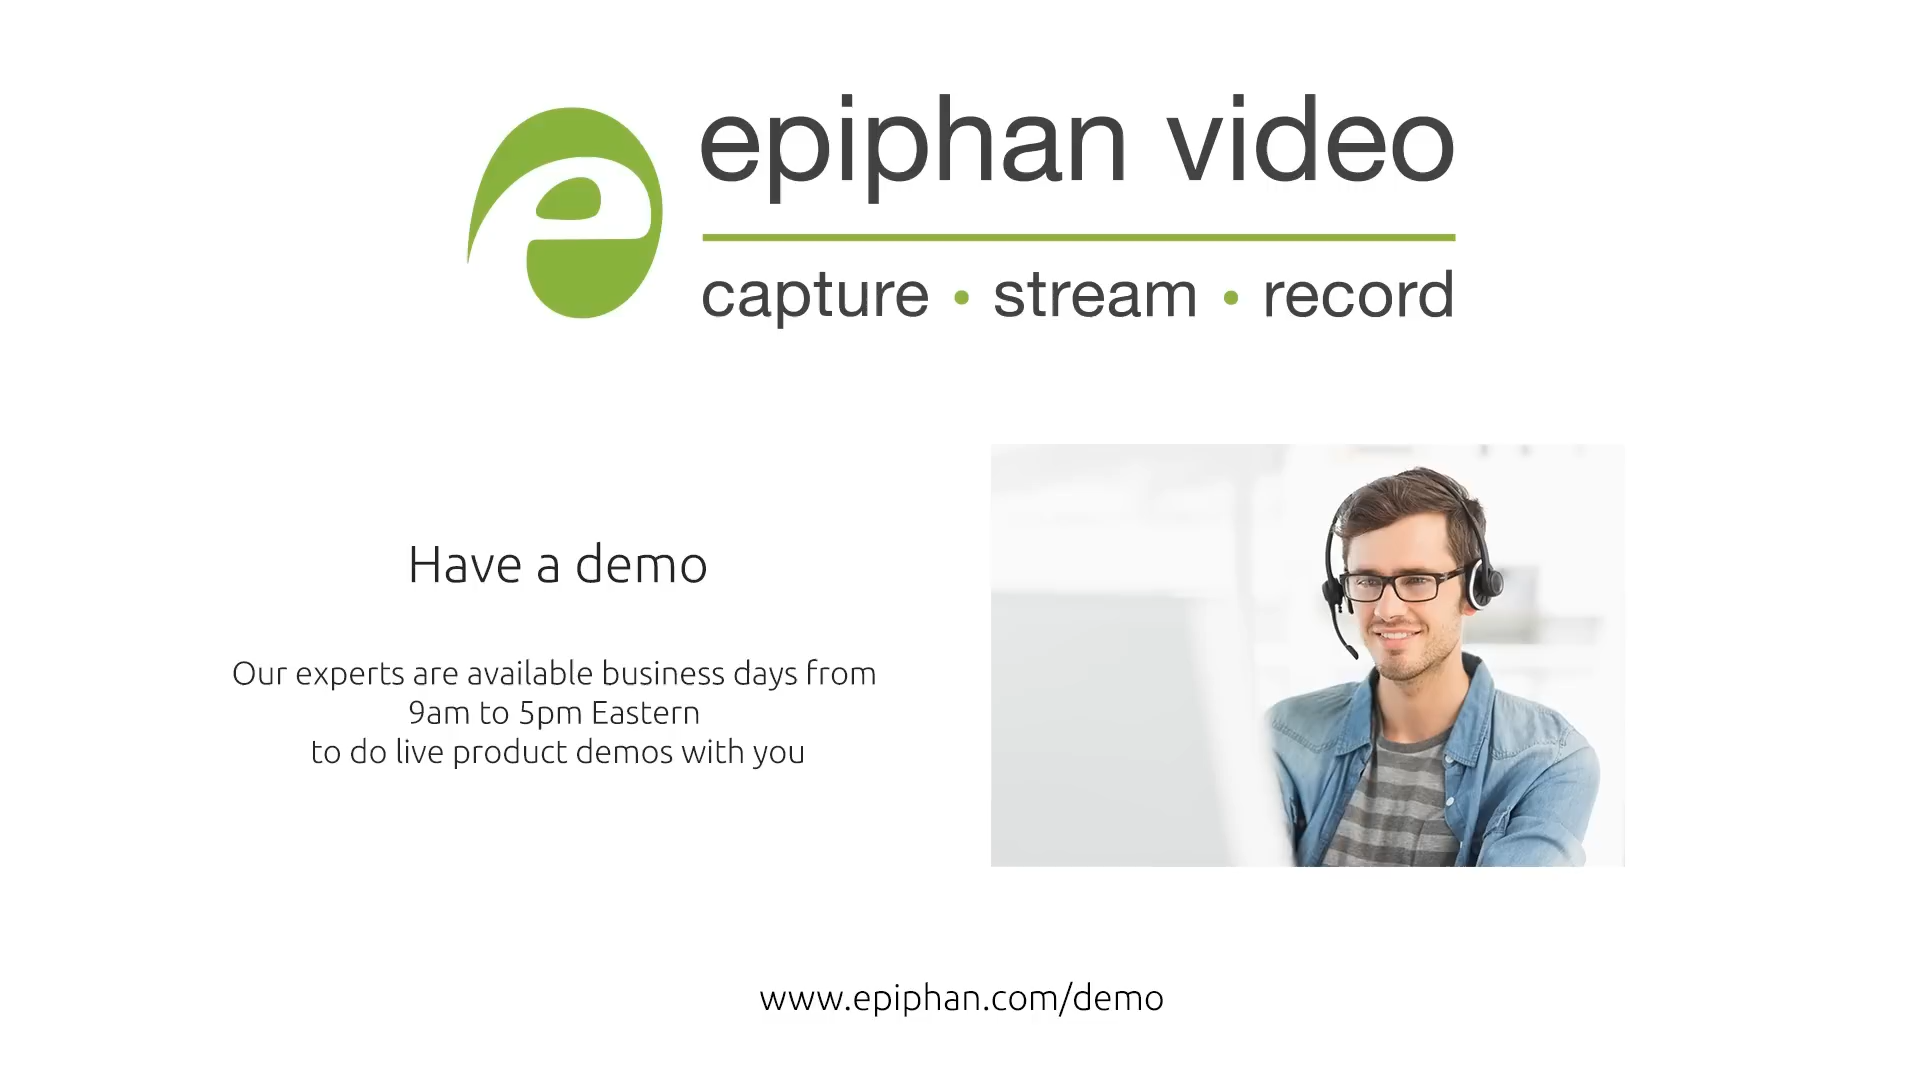 epiphan video
capture • stream • record
Have a demo
Our experts are available business days from
9am to 5pm Eastern
to do live product demos with you
www.epiphan.com/demo